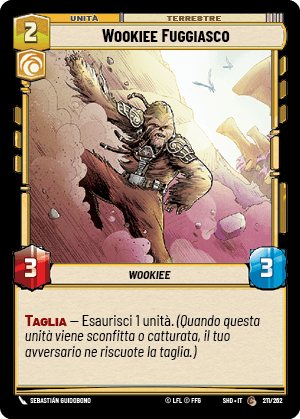 UNITÀ
TERRESTRE
2
WOOKIEE FUGGIASCO
3
3
WOOKIEE
TAGLIA — Esaurisci 1 unità. (Quando questa
unità viene sconfitta o catturata, il tuo
avversario ne riscuote la taglia.)
SEBASTIÁN GUIDOBONO
© LFL © FFG
SHD • IT
211/262